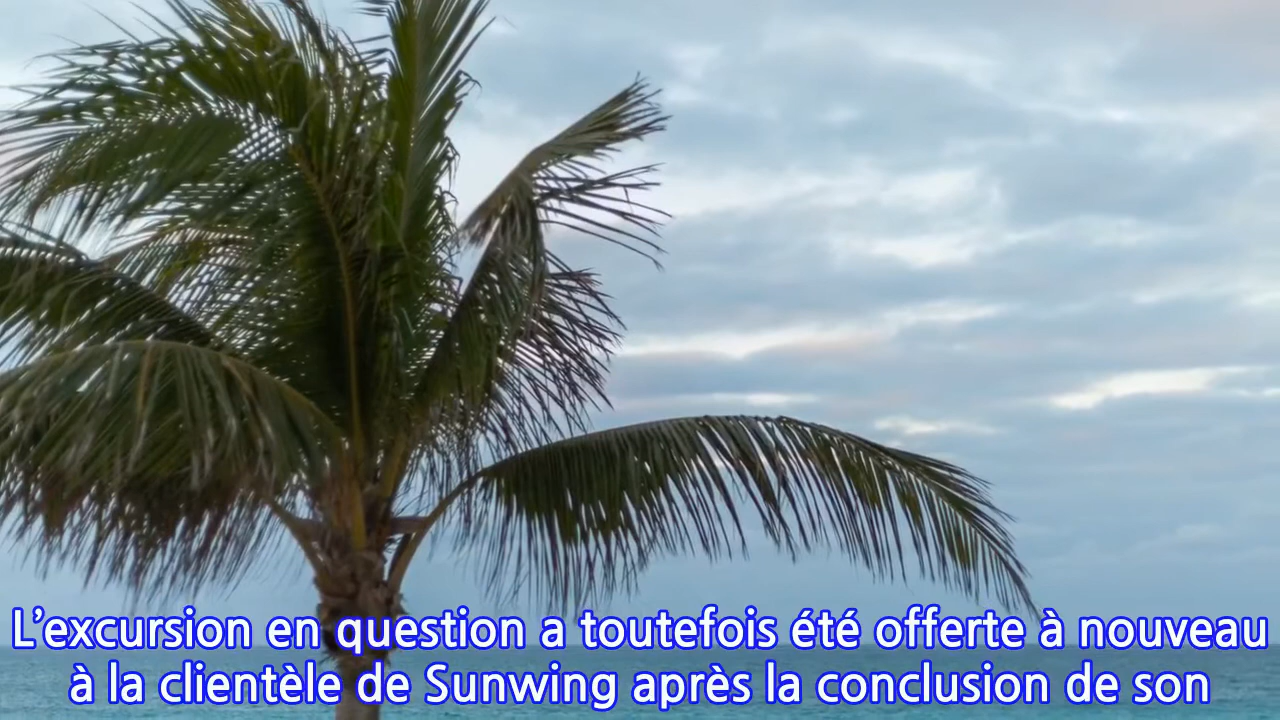 L’excursion en question a toutefois été offerte à nouveau
à la clientèle de Sunwing après la conclusion de son